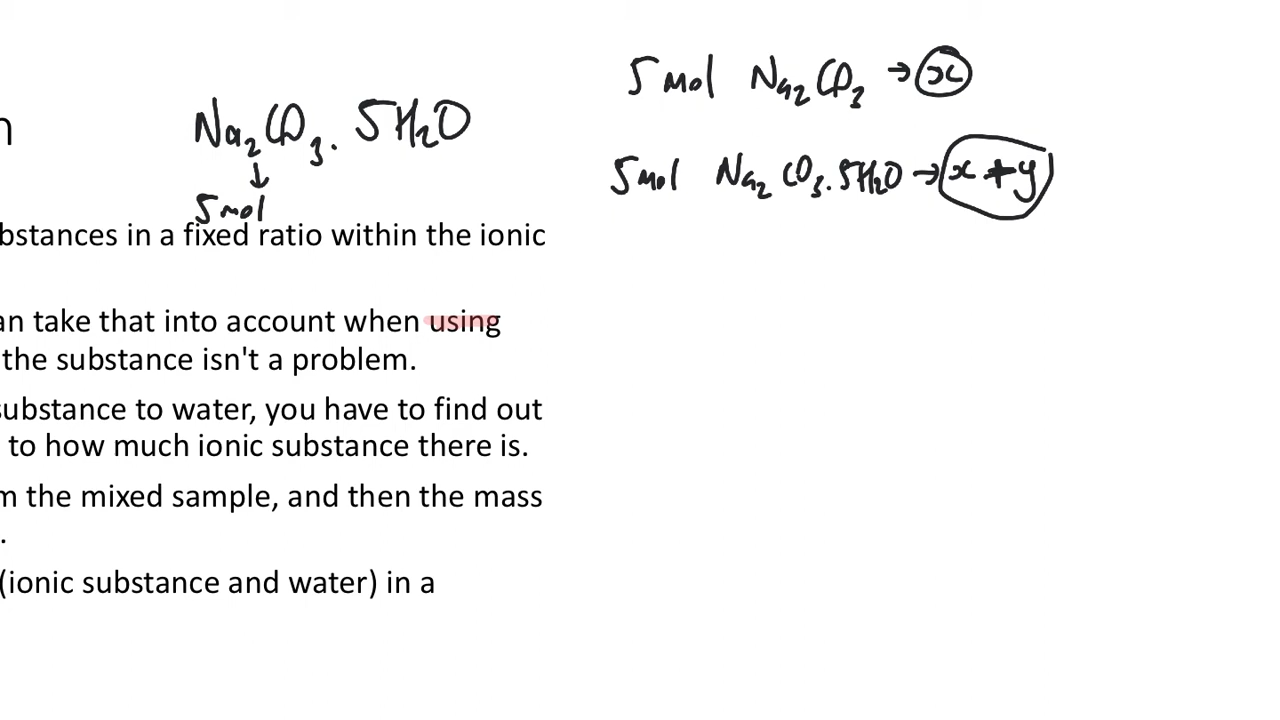 5 mol Na₂CO₃ → x
n
Na₂CO₃.5H₂O
5 mol Na₂CO₃.5H₂O → x + y
↓
5 mol
bstances in a fixed ratio within the ionic
an take that into account when using
the substance isn't a problem.
substance to water, you have to find out
to how much ionic substance there is.
m the mixed sample, and then the mass
.
(ionic substance and water) in a